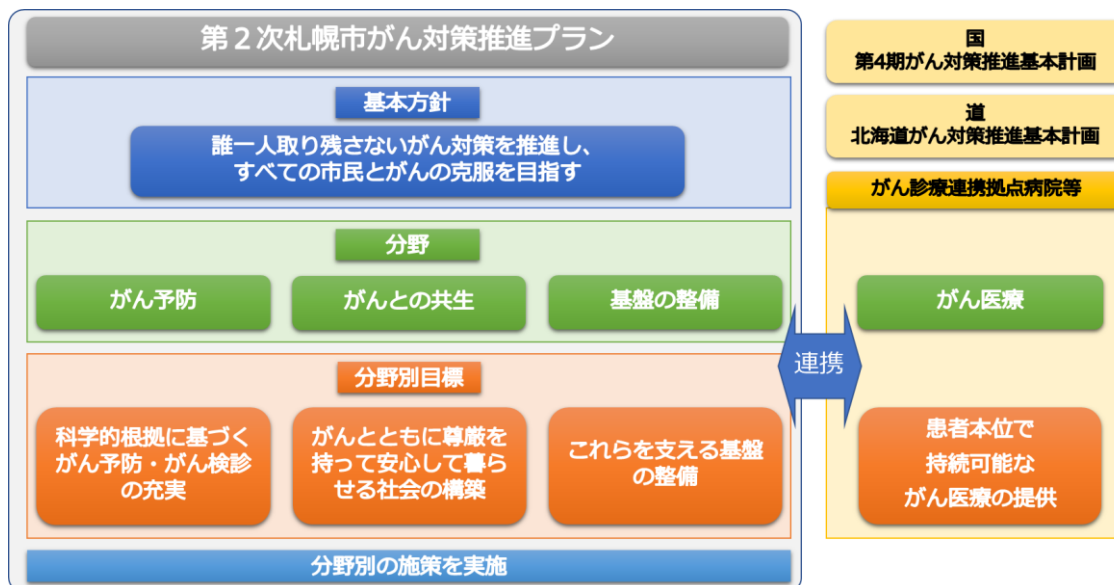 第２次札幌市がん対策推進プラン
基本方針
誰一人取り残さないがん対策を推進し、
すべての市民とがんの克服を目指す
分野
がん予防
がんとの共生
基盤の整備
分野別目標
科学的根拠に基づく
がん予防・がん検診
の充実
がんとともに尊厳を
持って安心して暮ら
せる社会の構築
これらを支える基盤
の整備
分野別の施策を実施
連携
国
第4期がん対策推進基本計画
道
北海道がん対策推進基本計画
がん診療連携拠点病院等
がん医療
患者本位で
持続可能な
がん医療の提供